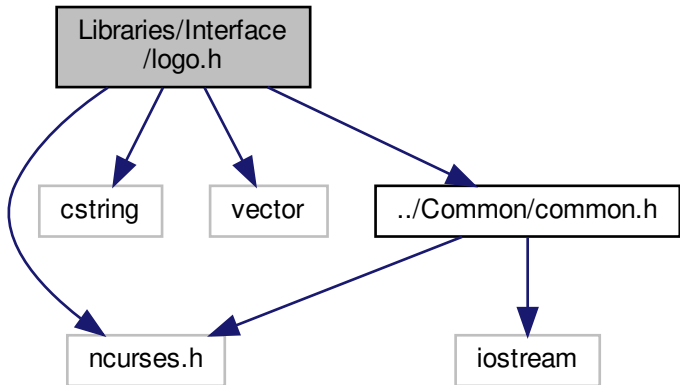 Libraries/Interface
/logo.h
cstring
vector
../Common/common.h
ncurses.h
iostream